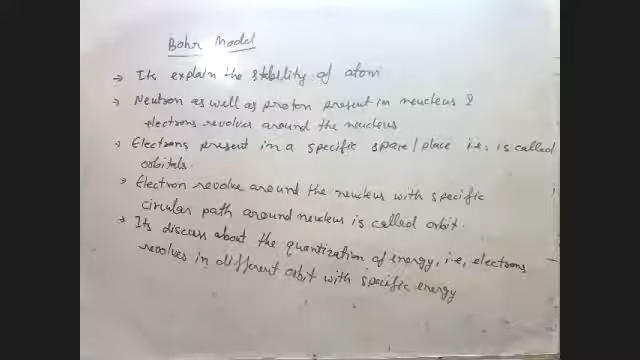 Bohr Model
→ Its explain the stability of atom
→ Neutron as well as proton present in neucleus &
electrons revolves around the neucleus
→ Electrons present in a specific space/place i.e. is called
orbitals.
→ Electron revolve around the neucleus with specific
circular path around neucleus is called orbit.
→ Its discuss about the quantization of energy, i.e, electrons
revolves in different orbit with specific energy